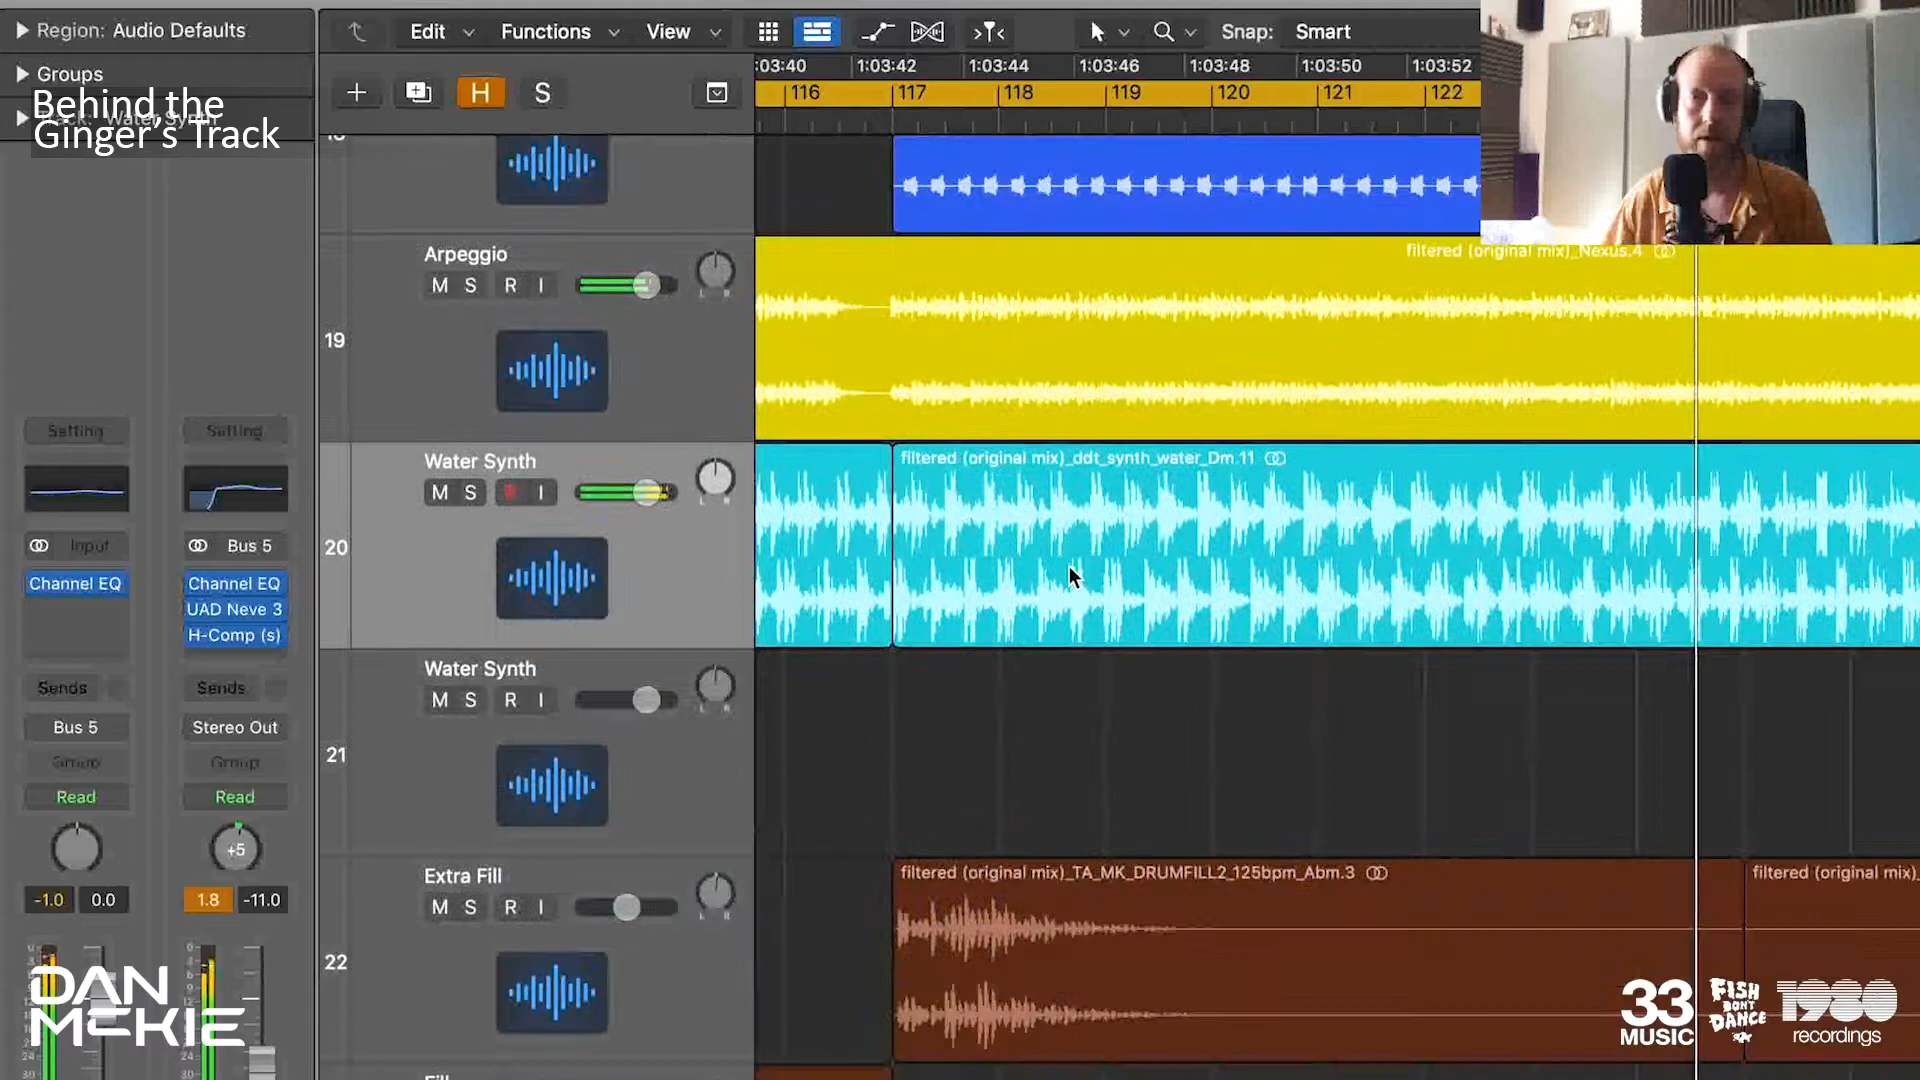 Region: Audio Defaults
Groups
Behind the
Ginger's Track
Edit
Functions
View
Snap: Smart
H
S
:03:40
1:03:42
1:03:44
1:03:46
1:03:48
1:03:50
1:03:52
116
117
118
119
120
121
122
Arpeggio
M S R I
L R
19
filtered (original mix)_Nexus.4
Water Synth
M S R I
L R
20
filtered (original mix)_ddt_synth_water_Dm.11
Water Synth
M S R I
L R
21
Extra Fill
M S R I
L R
22
filtered (original mix)_TA_MK_DRUMFILL2_125bpm_Abm.3
filtered (original mix)_
Setting
Setting
Input
Bus 5
Channel EQ
Channel EQ
UAD Neve 3
H-Comp (s)
Sends
Sends
Bus 5
Stereo Out
Group
Group
Read
Read
+5
-1.0
0.0
1.8
-11.0
DAN
McKIE
33
MUSIC
FISH
DON'T
DANCE
1980
recordings